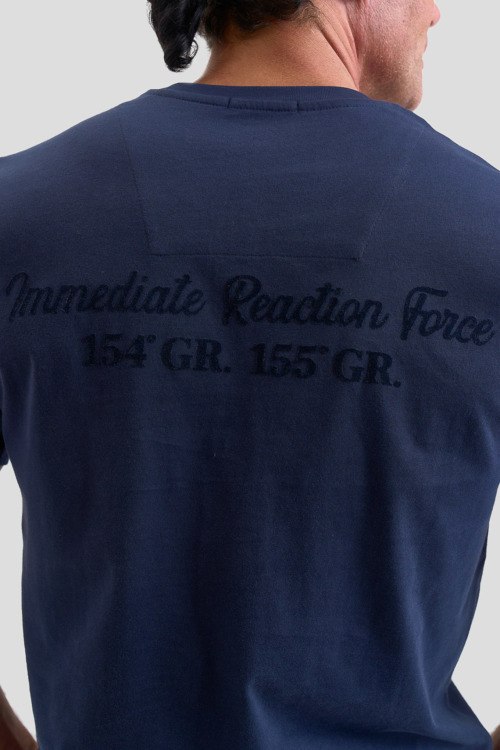 Immediate Reaction Force
154° GR. 155° GR.